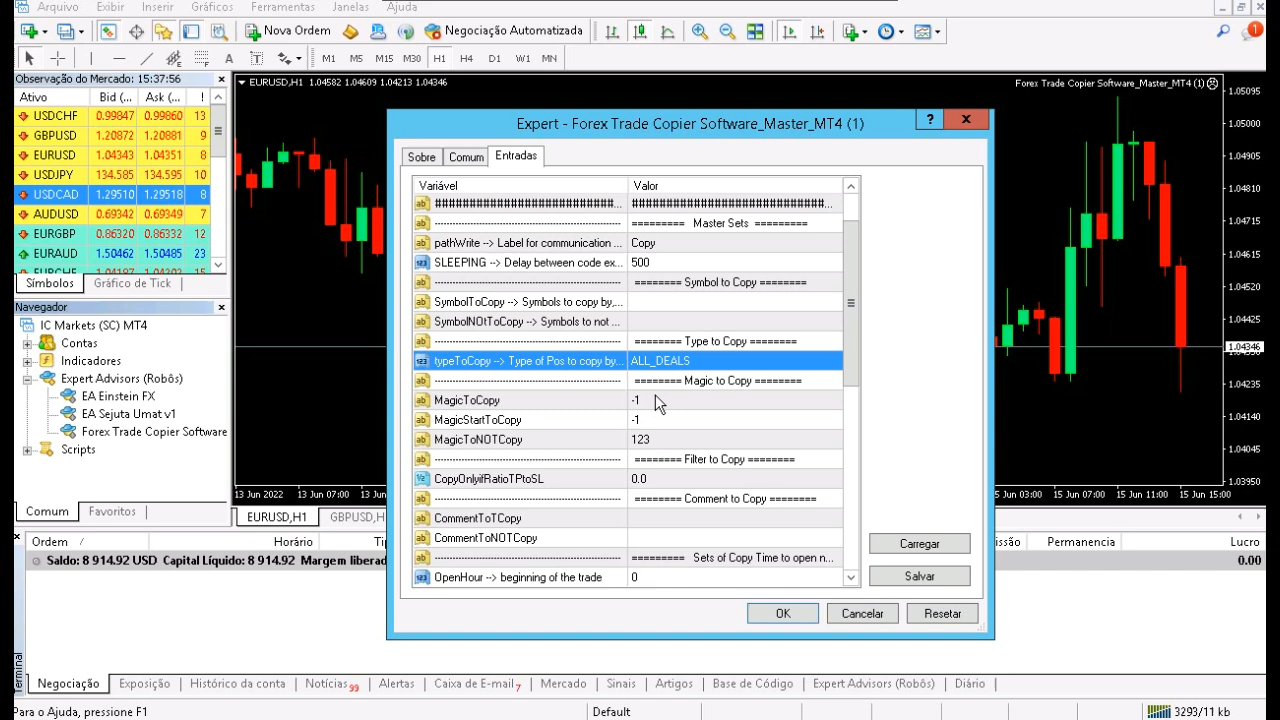 Arquivo Exibir Inserir Gráficos Ferramentas Janelas Ajuda
Nova Ordem Negociação Automatizada
A T M1 M5 M15 M30 H1 H4 D1 W1 MN
Observação do Mercado: 15:37:56
Ativo Bid (... Ask (... !
USDCHF 0.99847 0.99860 13
GBPUSD 1.20872 1.20881 9
EURUSD 1.04343 1.04351 8
USDJPY 134.585 134.595 10
USDCAD 1.29510 1.29518 8
AUDUSD 0.69342 0.69349 7
EURGBP 0.86320 0.86332 12
EURAUD 1.50462 1.50485 23
EURCHF 1.04187 1.04202 15
Símbolos Gráfico de Tick
Navegador
IC Markets (SC) MT4
Contas
Indicadores
Expert Advisors (Robôs)
EA Einstein FX
EA Sejuta Umat v1
Forex Trade Copier Software
Scripts
Comum Favoritos
EURUSD,H1 1.04582 1.04609 1.04213 1.04346
Forex Trade Copier Software_Master_MT4 (1)
1.05095
1.05000
1.04905
1.04810
1.04715
1.04620
1.04520
1.04425
1.04346
1.04235
1.04140
1.04045
1.03950
13 Jun 2022 13 Jun 07:00 13 Jun
un 03:00 15 Jun 07:00 15 Jun 11:00 15 Jun 15:00
EURUSD,H1 GBPUSD,H
Expert - Forex Trade Copier Software_Master_MT4 (1)
? x
Sobre Comum Entradas
Variável Valor
##############################... ################################...
------------------------------ ========= Master Sets =========
pathWrite --> Label for communication ... Copy
SLEEPING --> Delay between code ex... 500
------------------------------ ======== Symbol to Copy ========
SymbolToCopy --> Symbols to copy by,...
SymbolNOtToCopy --> Symbols to not ...
------------------------------ ======== Type to Copy ========
typeToCopy --> Type of Pos to copy by... ALL_DEALS
------------------------------ ======== Magic to Copy ========
MagicToCopy -1
MagicStartToCopy -1
MagicToNOTCopy 123
------------------------------ ======== Filter to Copy ========
CopyOnlyifRatioTPtoSL 0.0
------------------------------ ======== Comment to Copy ========
CommentToTCopy
CommentToNOTCopy
------------------------------ ========= Sets of Copy Time to open n...
OpenHour --> beginning of the trade 0
Carregar
Salvar
OK Cancelar Resetar
Ordem Horário Tip ssão Permanencia Lucro
Saldo: 8 914.92 USD Capital Líquido: 8 914.92 Margem liberad 0.00
Terminal
Negociação Exposição Histórico da conta Notícias 99 Alertas Caixa de E-mail 7 Mercado Sinais Artigos Base de Código Expert Advisors (Robôs) Diário
Para o Ajuda, pressione F1 Default 3293/11 kb